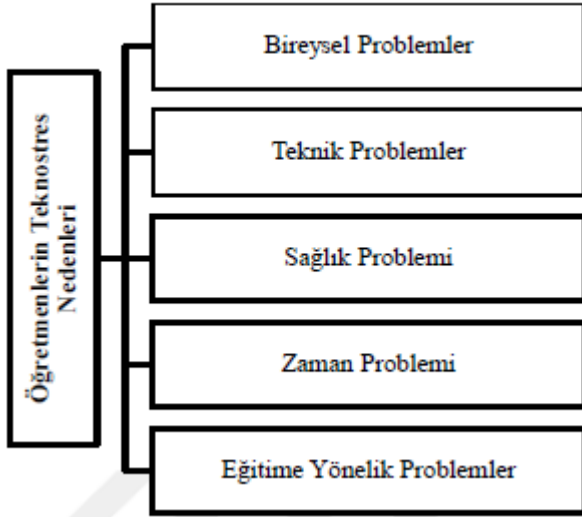 Öğretmenlerin Teknostres
Nedenleri
Bireysel Problemler
Teknik Problemler
Sağlık Problemi
Zaman Problemi
Eğitime Yönelik Problemler